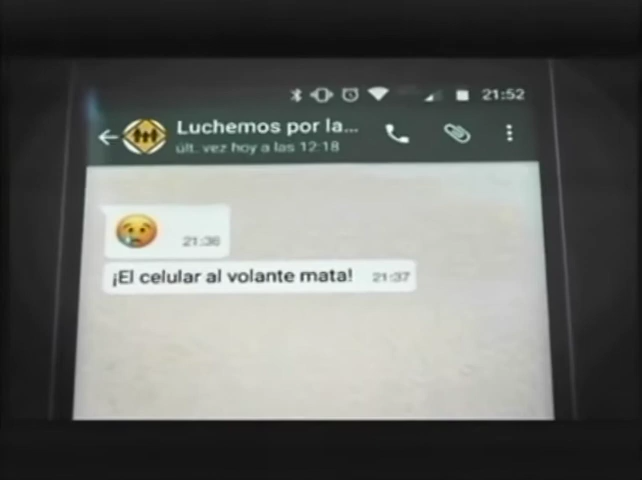 21:52
Luchemos por la...
últ. vez hoy a las 12:18
😢 21:36
¡El celular al volante mata! 21:37